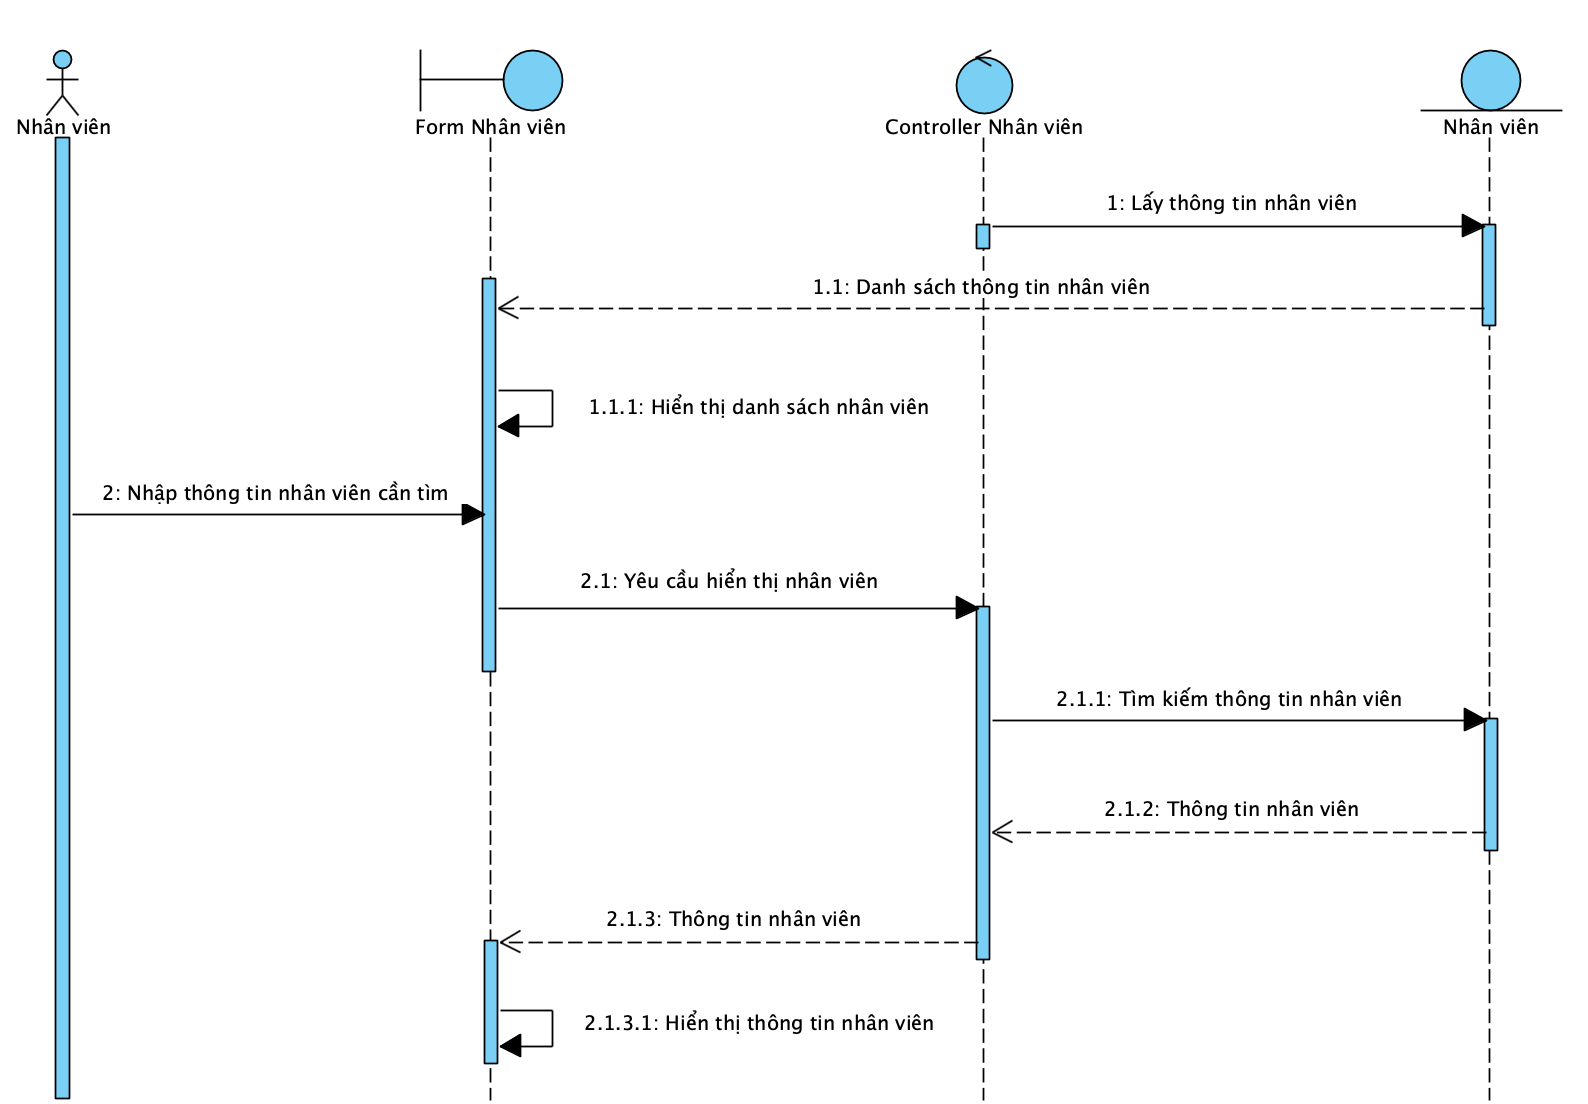 Nhân viên
Form Nhân viên
Controller Nhân viên
Nhân viên
1: Lấy thông tin nhân viên
1.1: Danh sách thông tin nhân viên
1.1.1: Hiển thị danh sách nhân viên
2: Nhập thông tin nhân viên cần tìm
2.1: Yêu cầu hiển thị nhân viên
2.1.1: Tìm kiếm thông tin nhân viên
2.1.2: Thông tin nhân viên
2.1.3: Thông tin nhân viên
2.1.3.1: Hiển thị thông tin nhân viên